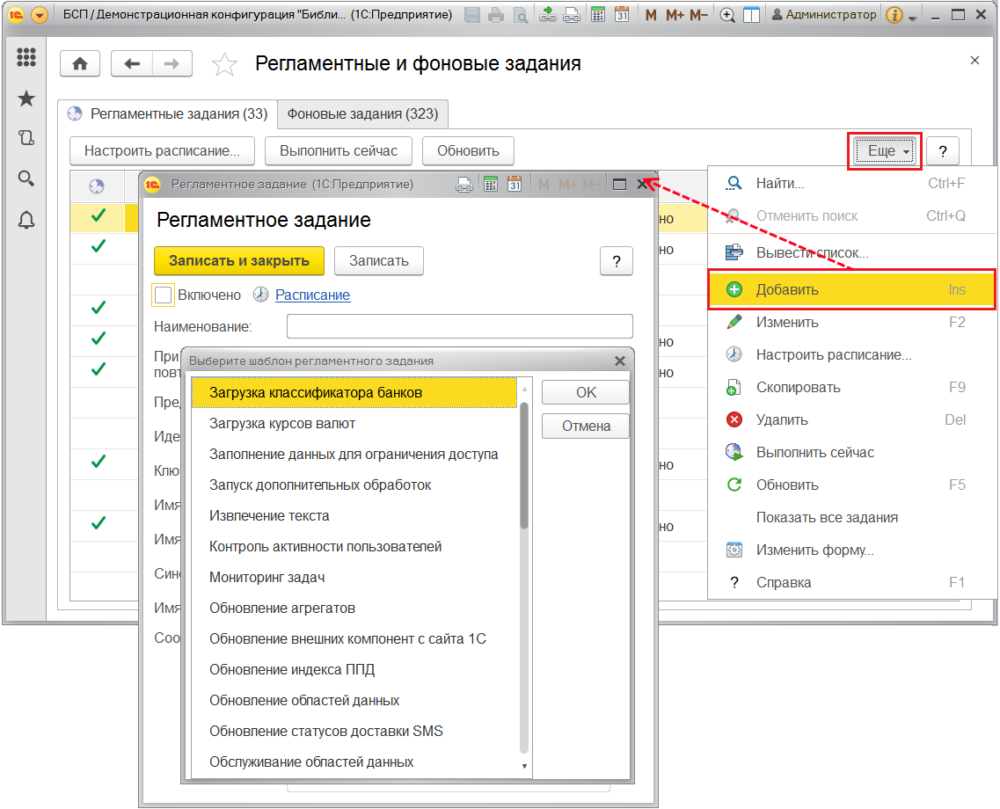 БСП / Демонстрационная конфигурация "Библи... (1С:Предприятие)
M M+ M-
Администратор
Регламентные и фоновые задания
Регламентные задания (33)
Фоновые задания (323)
Настроить расписание...
Выполнить сейчас
Обновить
Еще
?
Найти... Ctrl+F
Отменить поиск Ctrl+Q
Вывести список...
Добавить Ins
Изменить F2
Настроить расписание...
Скопировать F9
Удалить Del
Выполнить сейчас
Обновить F5
Показать все задания
Изменить форму...
? Справка F1
но
но
но
но
но
но
Регламентное задание (1С:Предприятие)
M M+ M-
Регламентное задание
Записать и закрыть
Записать
?
Включено
Расписание
Наименование:
При
повт
Пред
Иде
Клю
Имя
Имя
Сино
Имя
Соо
Выберите шаблон регламентного задания
Загрузка классификатора банков
Загрузка курсов валют
Заполнение данных для ограничения доступа
Запуск дополнительных обработок
Извлечение текста
Контроль активности пользователей
Мониторинг задач
Обновление агрегатов
Обновление внешних компонент с сайта 1С
Обновление индекса ППД
Обновление областей данных
Обновление статусов доставки SMS
Обслуживание областей данных
OK
Отмена